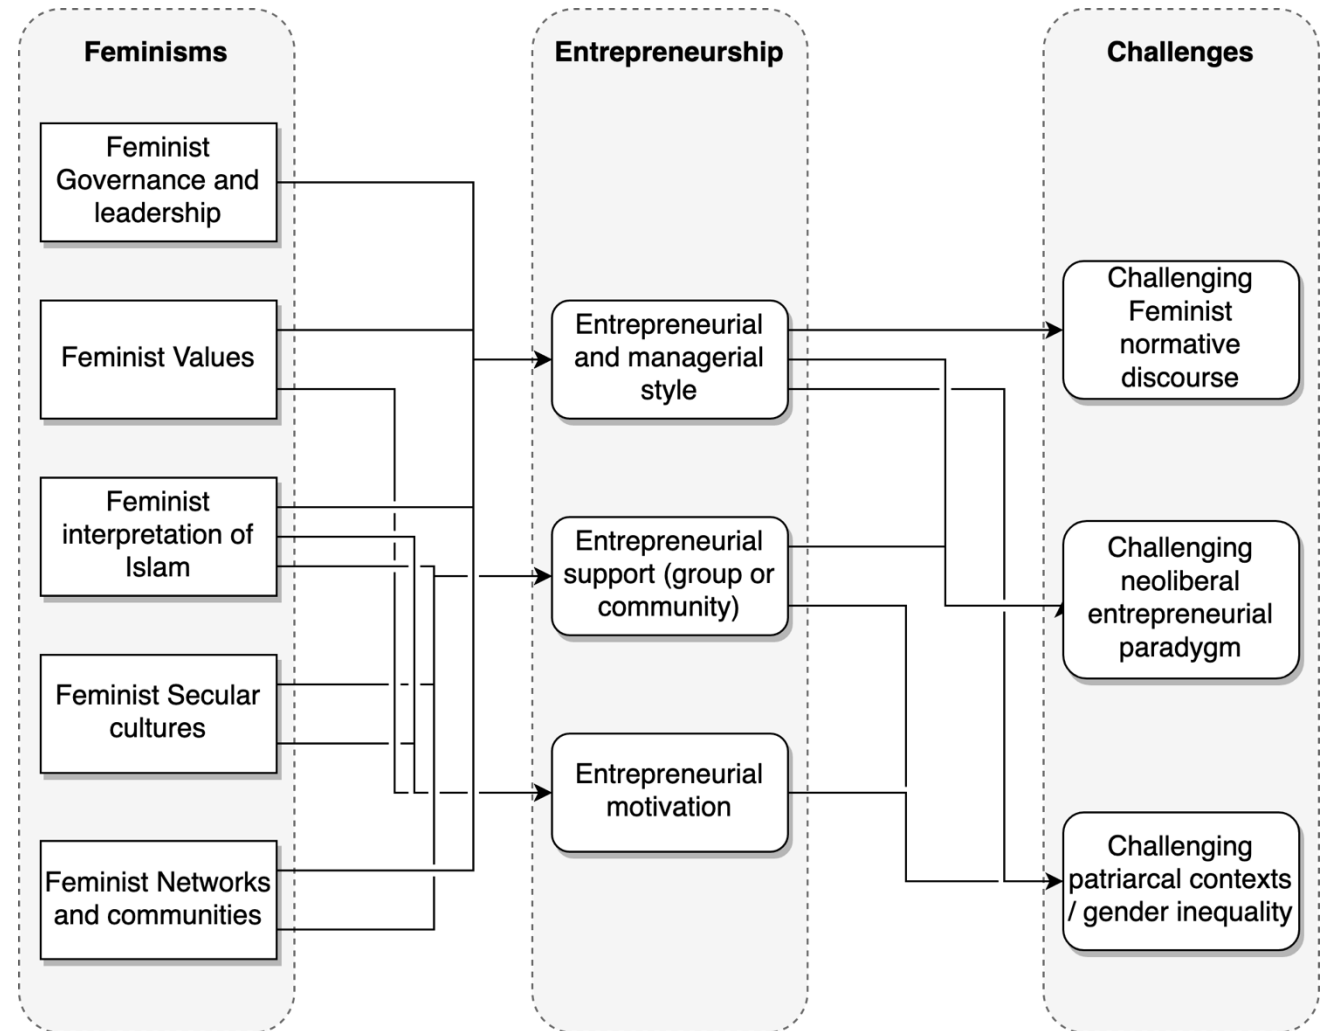 Feminisms
Feminist
Governance and
leadership
Feminist Values
Feminist
interpretation of
Islam
Feminist Secular
cultures
Feminist Networks
and communities
Entrepreneurship
Entrepreneurial
and managerial
style
Entrepreneurial
support (group or
community)
Entrepreneurial
motivation
Challenges
Challenging
Feminist
normative
discourse
Challenging
neoliberal
entrepreneurial
paradygm
Challenging
patriarcal contexts
/ gender inequality